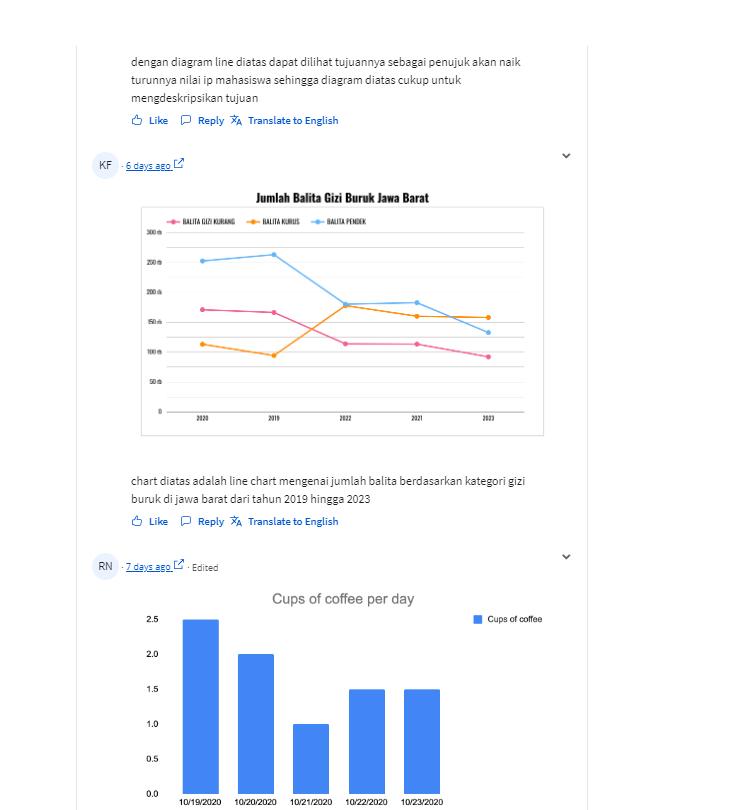 dengan diagram line diatas dapat dilihat tujuannya sebagai penujuk akan naik
turunnya nilai ip mahasiswa sehingga diagram diatas cukup untuk
mengdeskripsikan tujuan
Like Reply Translate to English
KF · 6 days ago
Jumlah Balita Gizi Buruk Jawa Barat
BALITA GIZI KURANG BALITA KURUS BALITA PENDEK
300 rb
250 rb
200 rb
150 rb
100 rb
50 rb
0
2020 2019 2022 2021 2023
chart diatas adalah line chart mengenai jumlah balita berdasarkan kategori gizi
buruk di jawa barat dari tahun 2019 hingga 2023
Like Reply Translate to English
RN · 7 days ago · Edited
Cups of coffee per day
Cups of coffee
2.5
2.0
1.5
1.0
0.5
0.0
10/19/2020 10/20/2020 10/21/2020 10/22/2020 10/23/2020